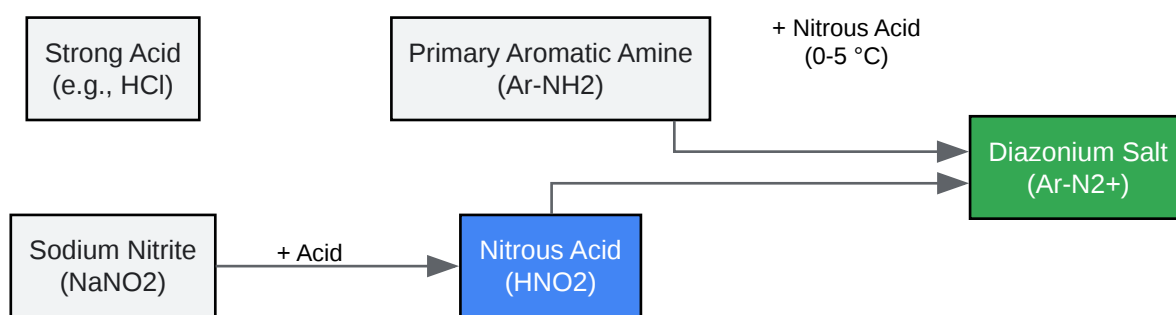 Strong Acid
(e.g., HCl)
Primary Aromatic Amine
(Ar-NH2)
+ Nitrous Acid
(0-5 °C)
Diazonium Salt
(Ar-N2+)
Sodium Nitrite
(NaNO2)
+ Acid
Nitrous Acid
(HNO2)